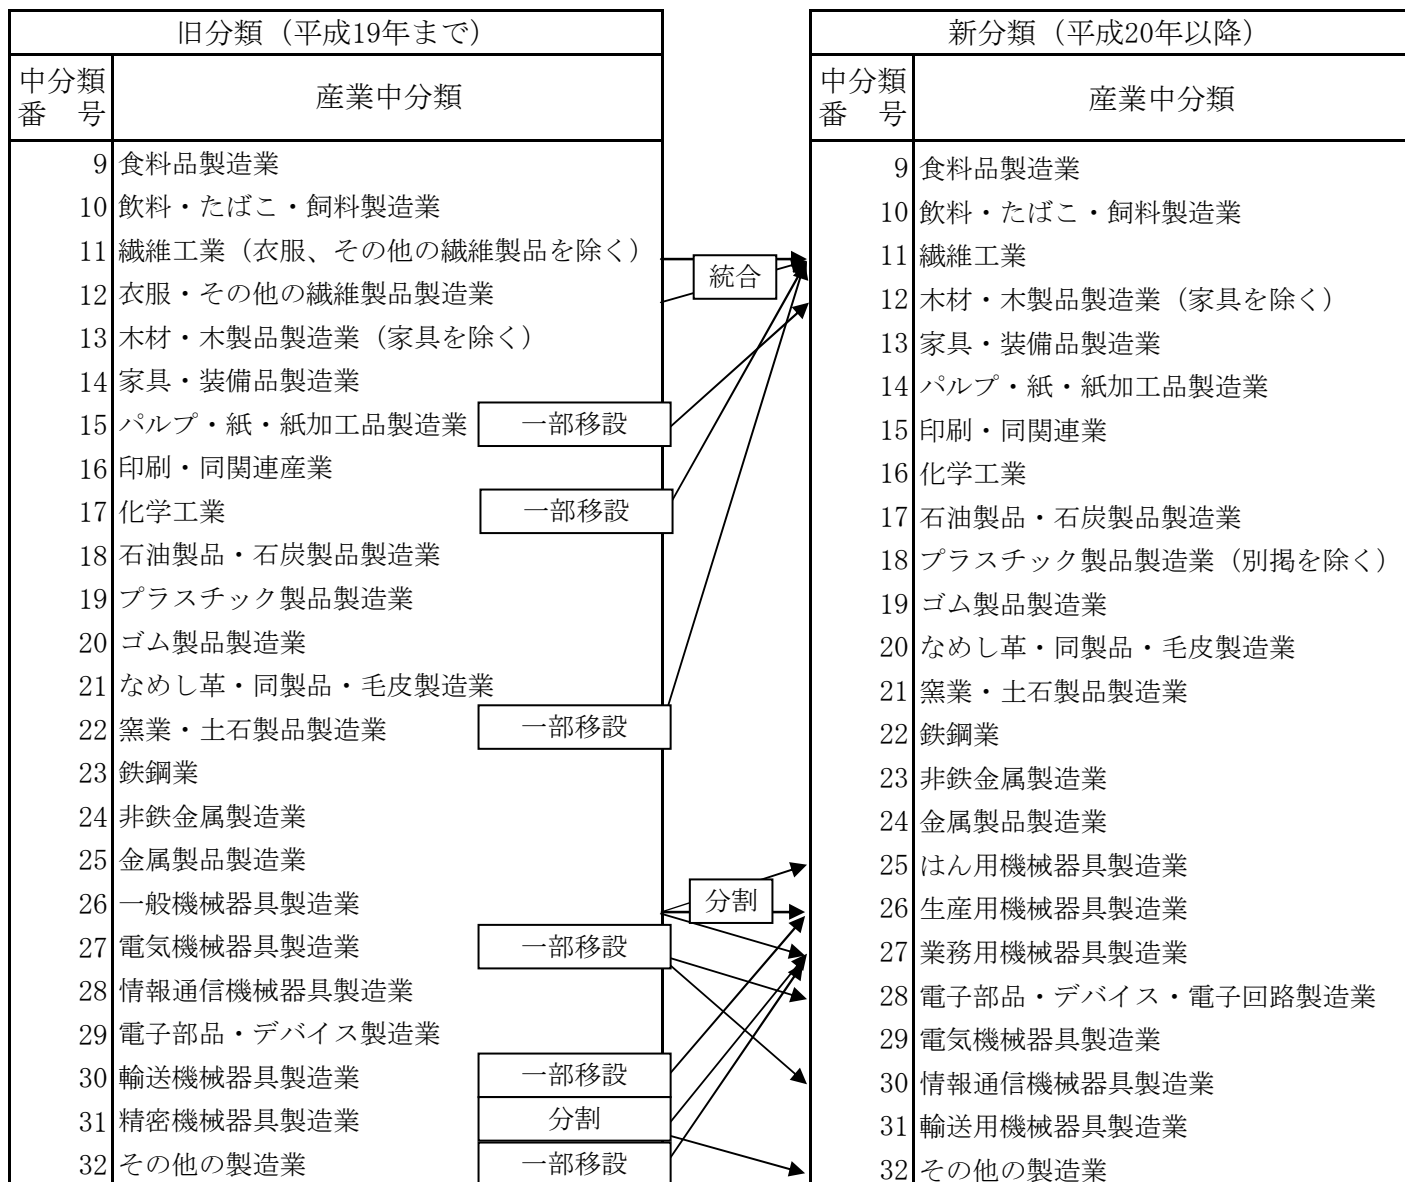 旧分類（平成19年まで）
中分類
番　号
産業中分類
9 食料品製造業
10 飲料・たばこ・飼料製造業
11 繊維工業（衣服、その他の繊維製品を除く）
12 衣服・その他の繊維製品製造業
13 木材・木製品製造業（家具を除く）
14 家具・装備品製造業
15 パルプ・紙・紙加工品製造業 一部移設
16 印刷・同関連産業
17 化学工業 一部移設
18 石油製品・石炭製品製造業
19 プラスチック製品製造業
20 ゴム製品製造業
21 なめし革・同製品・毛皮製造業
22 窯業・土石製品製造業 一部移設
23 鉄鋼業
24 非鉄金属製造業
25 金属製品製造業
26 一般機械器具製造業
27 電気機械器具製造業 一部移設
28 情報通信機械器具製造業
29 電子部品・デバイス製造業
30 輸送機械器具製造業 一部移設
31 精密機械器具製造業 分割
32 その他の製造業 一部移設
統合
分割
新分類（平成20年以降）
中分類
番　号
産業中分類
9 食料品製造業
10 飲料・たばこ・飼料製造業
11 繊維工業
12 木材・木製品製造業（家具を除く）
13 家具・装備品製造業
14 パルプ・紙・紙加工品製造業
15 印刷・同関連業
16 化学工業
17 石油製品・石炭製品製造業
18 プラスチック製品製造業（別掲を除く）
19 ゴム製品製造業
20 なめし革・同製品・毛皮製造業
21 窯業・土石製品製造業
22 鉄鋼業
23 非鉄金属製造業
24 金属製品製造業
25 はん用機械器具製造業
26 生産用機械器具製造業
27 業務用機械器具製造業
28 電子部品・デバイス・電子回路製造業
29 電気機械器具製造業
30 情報通信機械器具製造業
31 輸送用機械器具製造業
32 その他の製造業